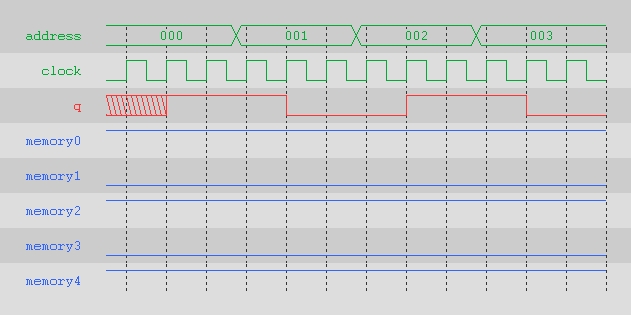 address 000 001 002 003
clock
q
memory0
memory1
memory2
memory3
memory4